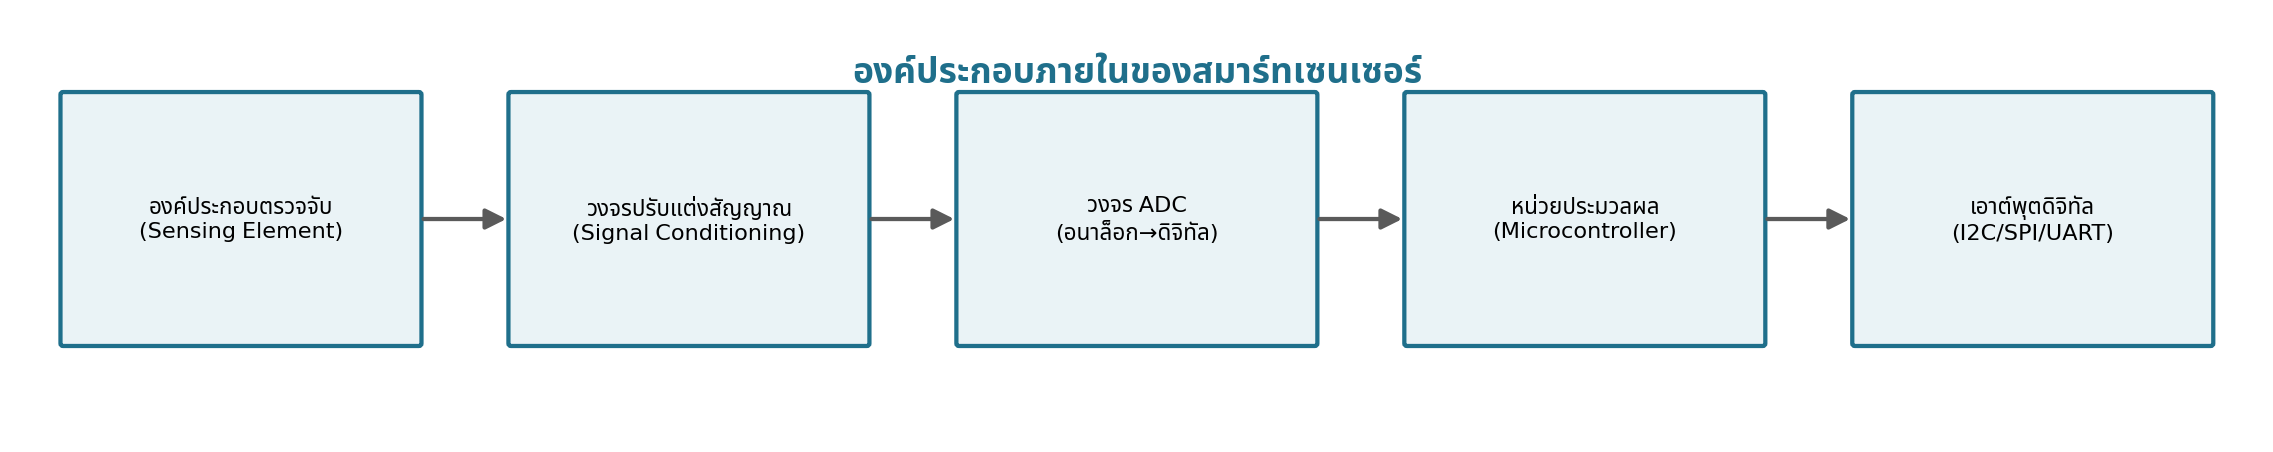 องค์ประกอบภายในของสมาร์ทเซนเซอร์
องค์ประกอบตรวจจับ
(Sensing Element)
วงจรปรับแต่งสัญญาณ
(Signal Conditioning)
วงจร ADC
(อนาล็อก→ดิจิทัล)
หน่วยประมวลผล
(Microcontroller)
เอาต์พุตดิจิทัล
(I2C/SPI/UART)